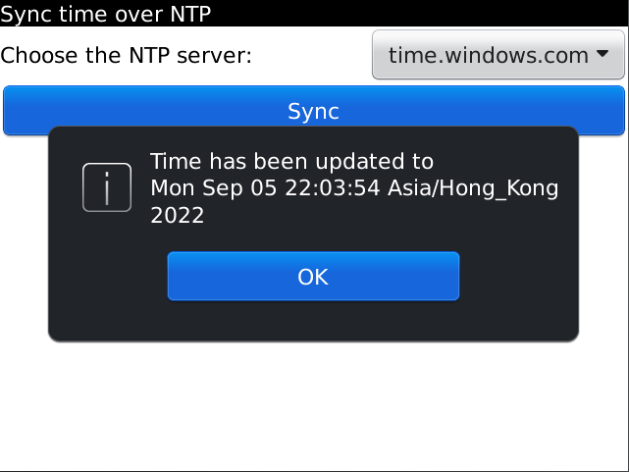 Sync time over NTP
Choose the NTP server:
time.windows.com
Sync
Time has been updated to
Mon Sep 05 22:03:54 Asia/Hong_Kong
2022
OK